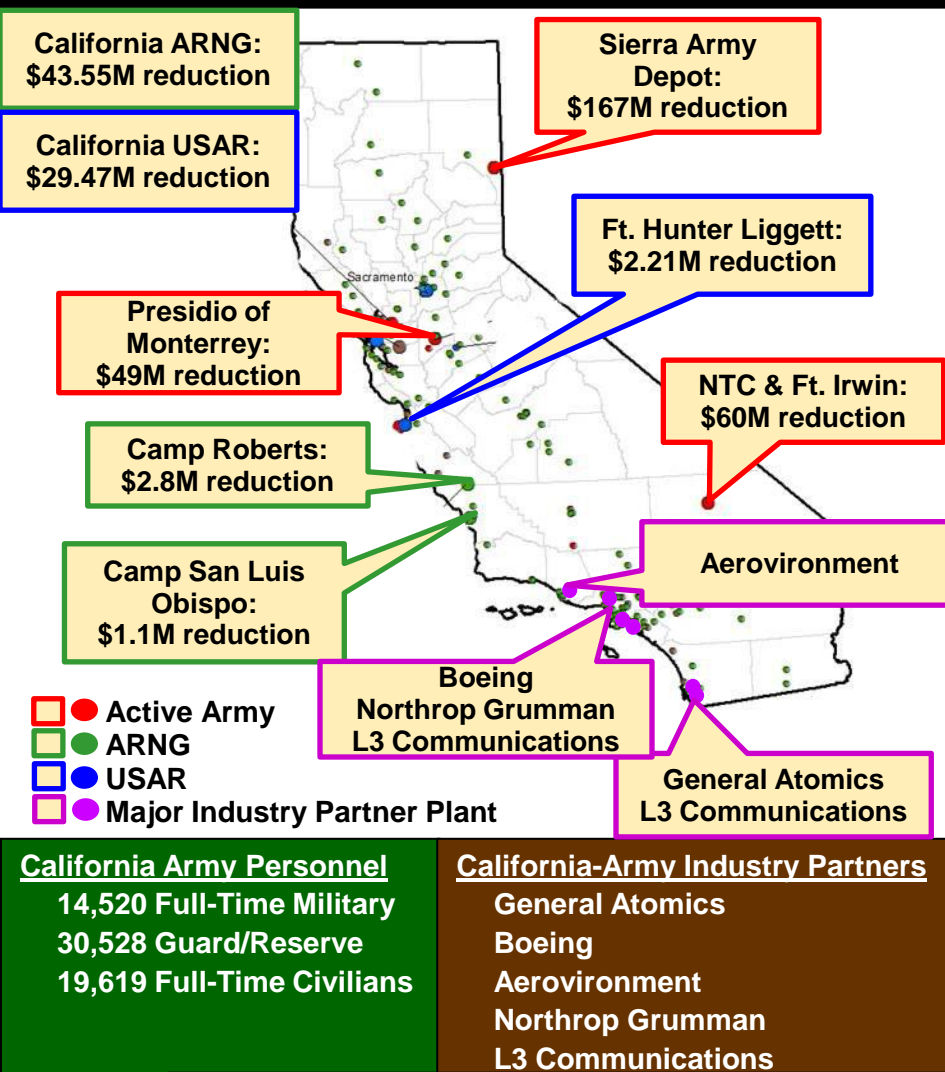 California ARNG:
$43.55M reduction
California USAR:
$29.47M reduction
Sierra Army
Depot:
$167M reduction
Ft. Hunter Liggett:
$2.21M reduction
Sacramento
Presidio of
Monterrey:
$49M reduction
NTC & Ft. Irwin:
$60M reduction
Camp Roberts:
$2.8M reduction
Camp San Luis
Obispo:
$1.1M reduction
Aerovironment
Boeing
Northrop Grumman
L3 Communications
General Atomics
L3 Communications
Active Army
ARNG
USAR
Major Industry Partner Plant
California Army Personnel
14,520 Full-Time Military
30,528 Guard/Reserve
19,619 Full-Time Civilians
California-Army Industry Partners
General Atomics
Boeing
Aerovironment
Northrop Grumman
L3 Communications